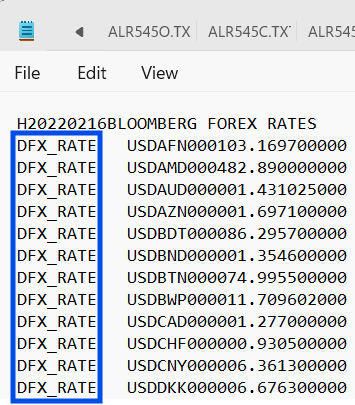 ALR545O.TX ALR545C.TXT ALR545
File Edit View
H20220216BLOOMBERG FOREX RATES
DFX_RATE USDAFN000103.169700000
DFX_RATE USDAMD000482.890000000
DFX_RATE USDAUD000001.431025000
DFX_RATE USDAZN000001.697100000
DFX_RATE USDBDT000086.295700000
DFX_RATE USDBND000001.354600000
DFX_RATE USDBTN000074.995500000
DFX_RATE USDBWP000011.709602000
DFX_RATE USDCAD000001.277000000
DFX_RATE USDCHF000000.930500000
DFX_RATE USDCNY000006.361300000
DFX_RATE USDDKK000006.676300000